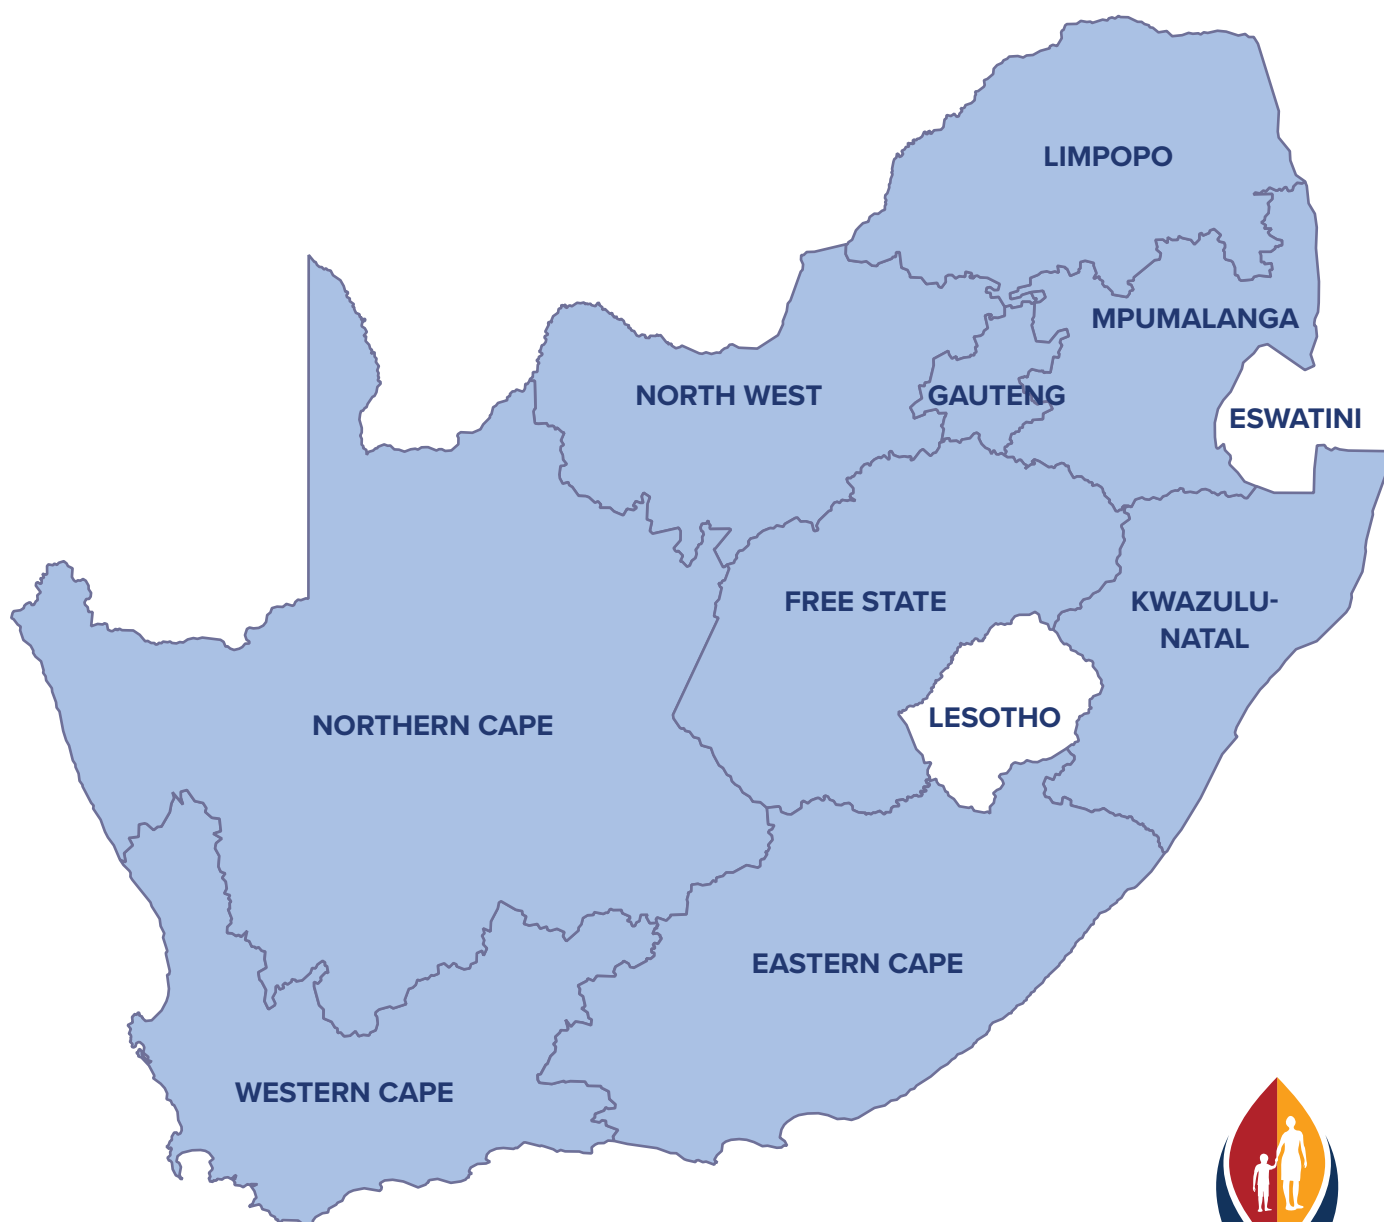 LIMPOPO
MPUMALANGA
NORTH WEST
GAUTENG
ESWATINI
FREE STATE
KWAZULU-
NATAL
LESOTHO
NORTHERN CAPE
EASTERN CAPE
WESTERN CAPE